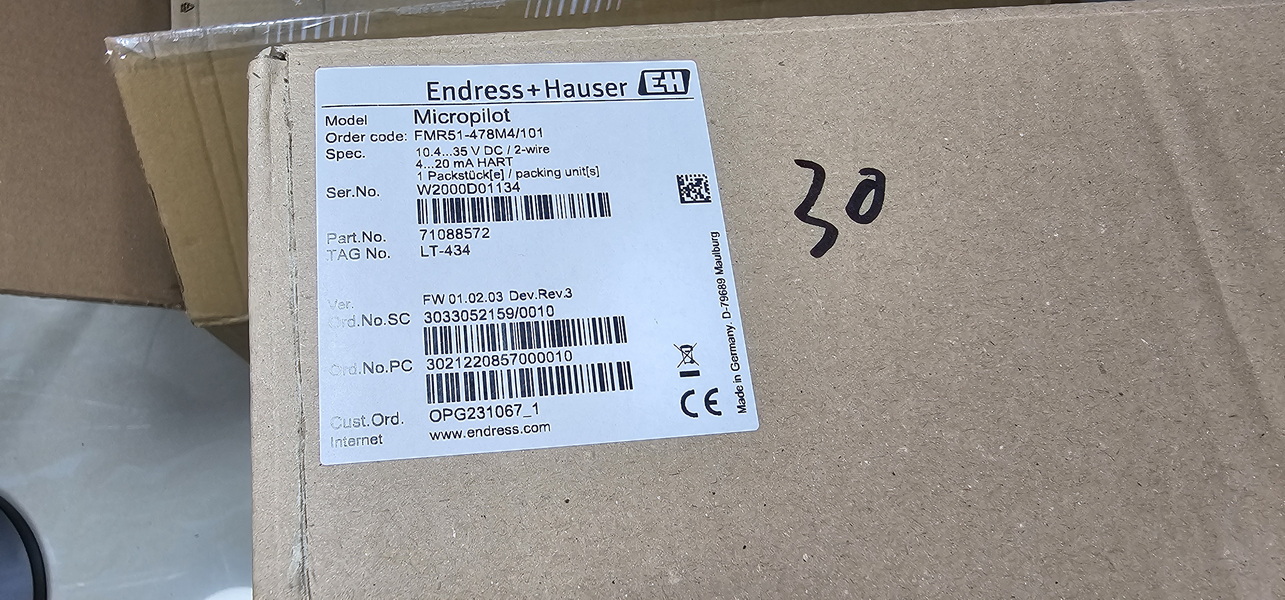 Endress+Hauser EH
Model Micropilot
Order code: FMR51-478M4/101
Spec. 10.4...35 V DC / 2-wire
4...20 mA HART
1 Packstück[e] / packing unit[s]
Ser.No. W2000D01134
Part.No. 71088572
TAG No. LT-434
Ver. FW 01.02.03 Dev.Rev.3
Ord.No.SC 3033052159/0010
Ord.No.PC 3021220857000010
Cust.Ord. OPG231067_1
Internet www.endress.com
CE
Made in Germany. D-79689 Maulburg
30